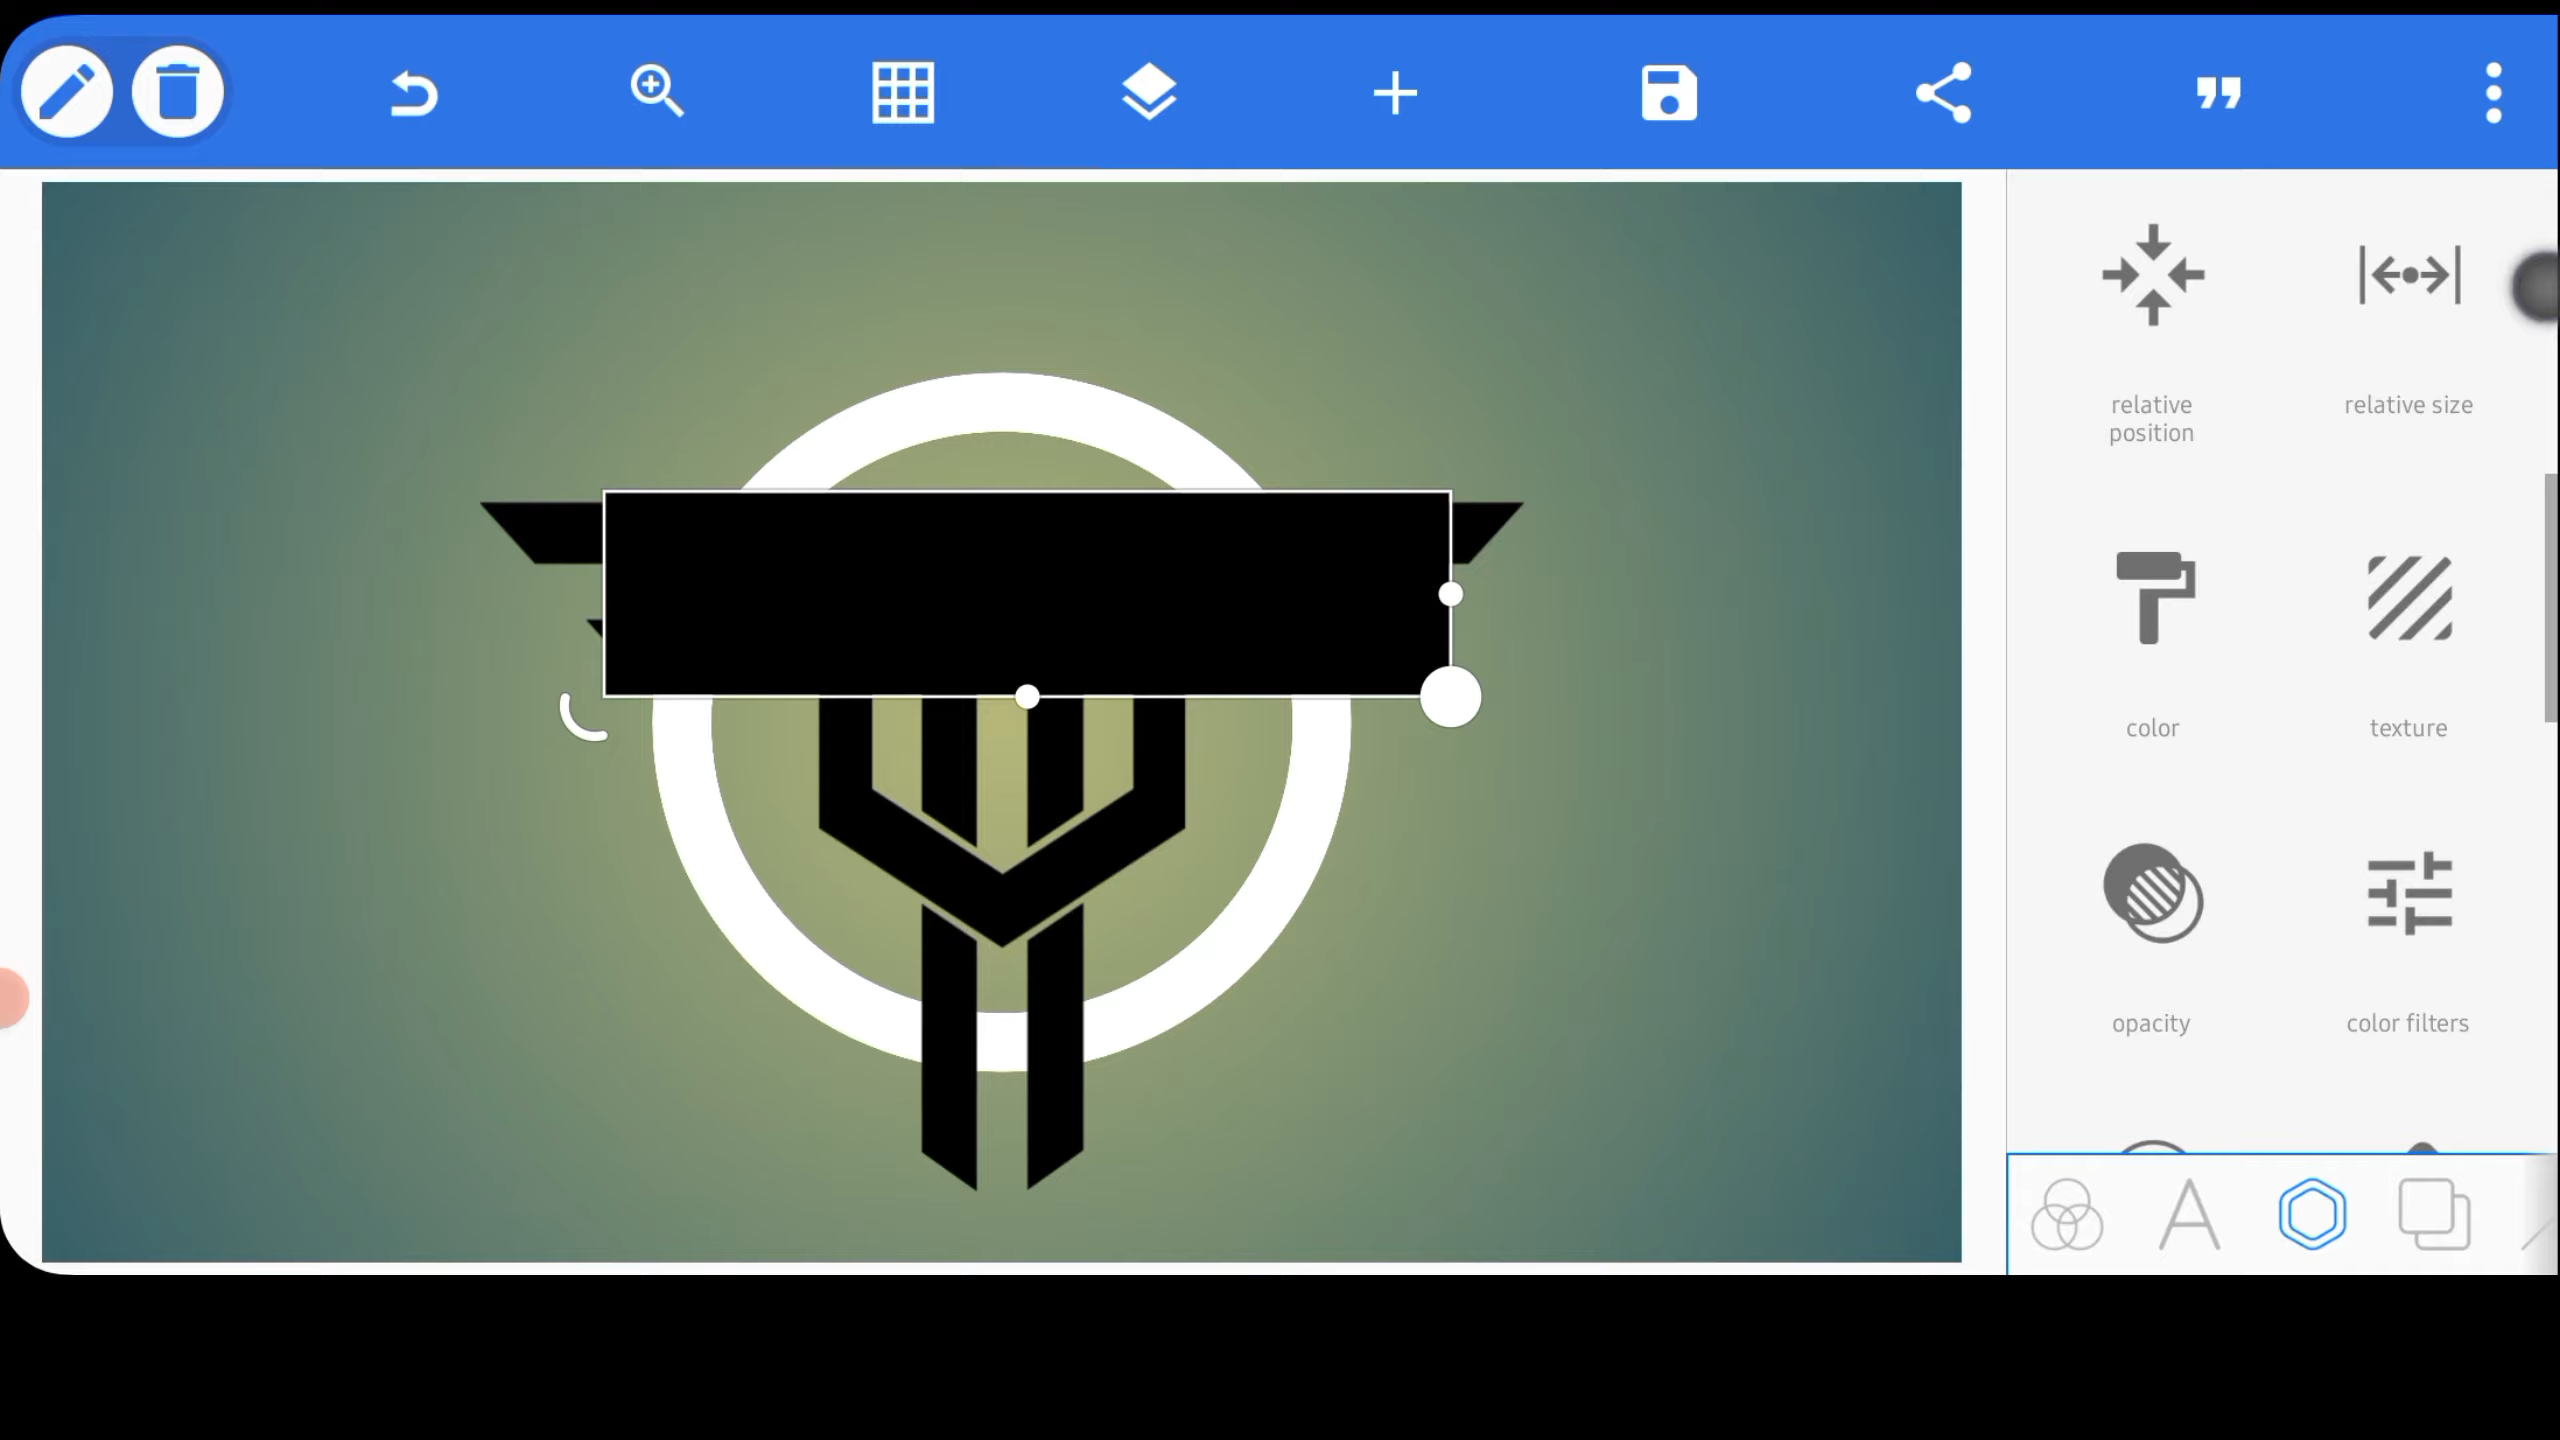 relative
position
relative size
color
texture
opacity
color filters